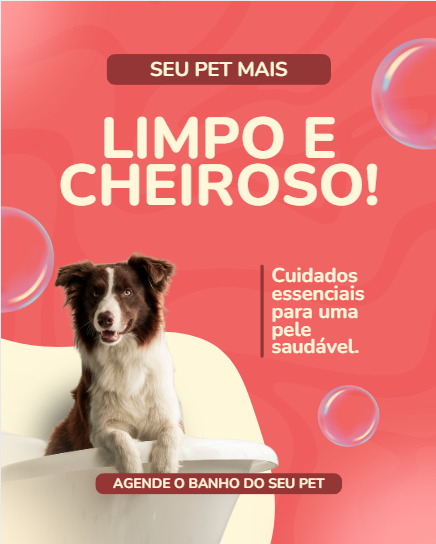 SEU PET MAIS
LIMPO E
CHEIROSO!
Cuidados
essenciais
para uma
pele
saudável.
AGENDE O BANHO DO SEU PET